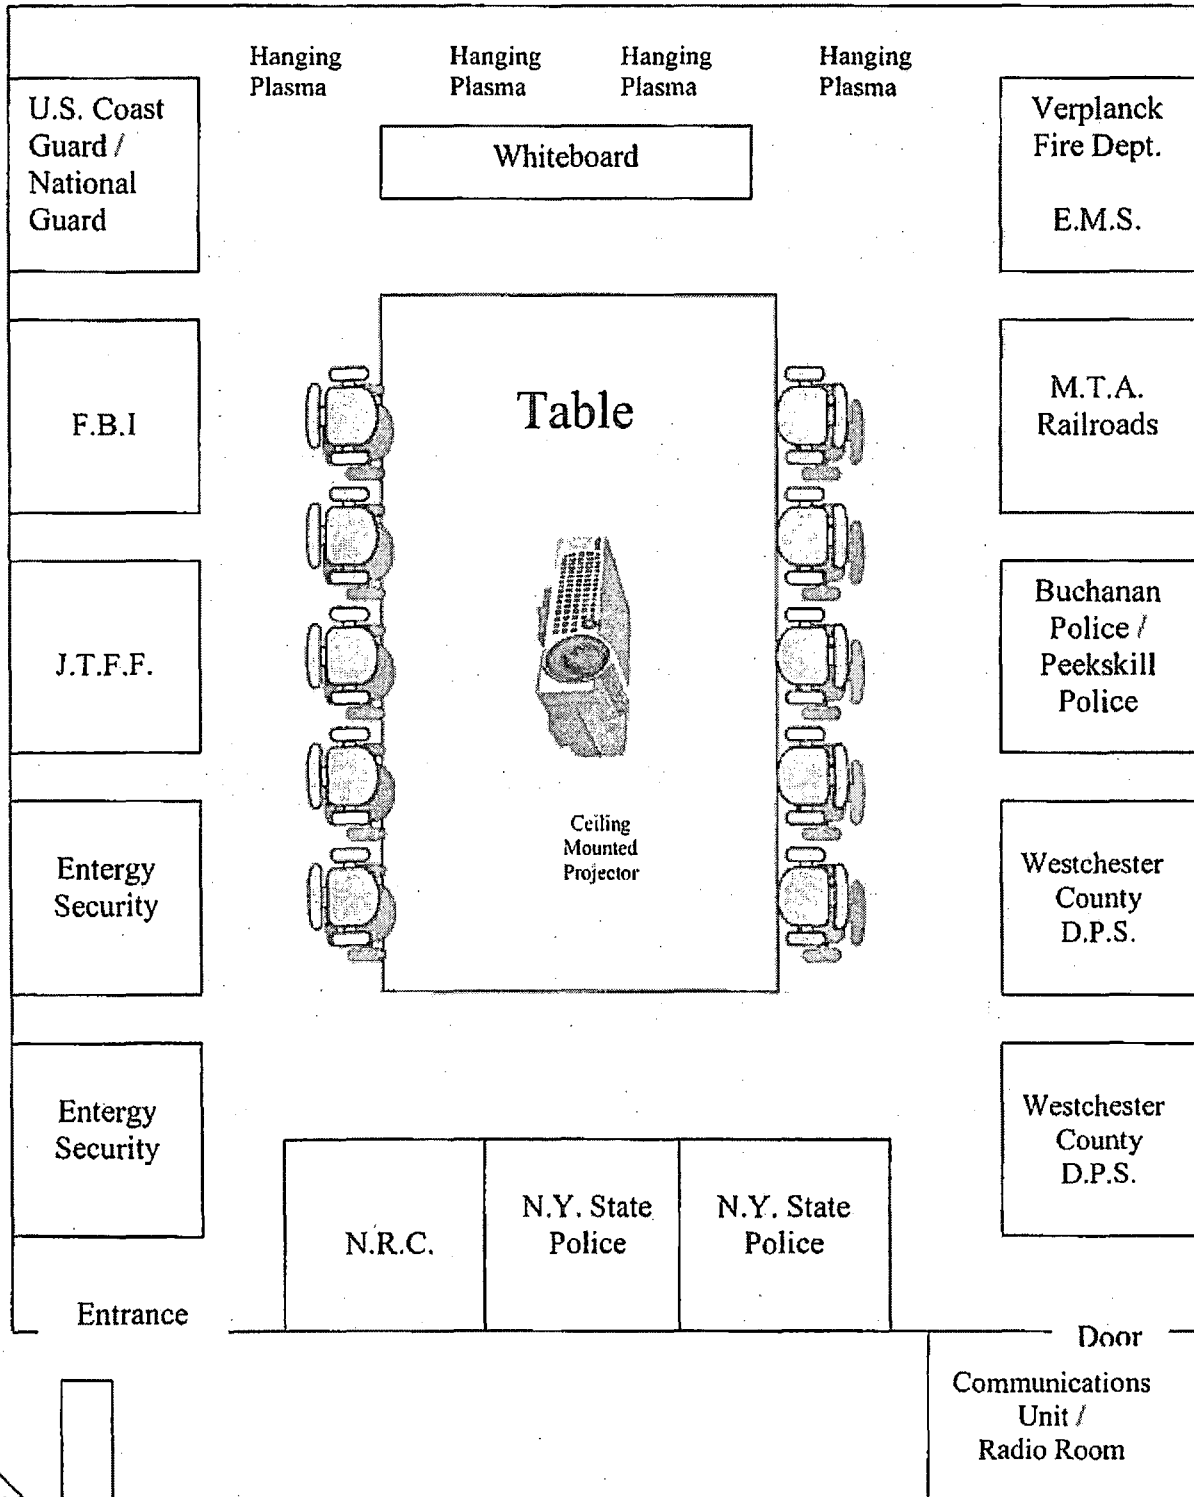 Hanging
Plasma
Hanging
Plasma
Hanging
Plasma
Hanging
Plasma
U.S. Coast
Guard /
National
Guard
Whiteboard
Verplanck
Fire Dept.
E.M.S.
F.B.I
Table
M.T.A.
Railroads
J.T.F.F.
Buchanan
Police /
Peekskill
Police
Entergy
Security
Ceiling
Mounted
Projector
Westchester
County
D.P.S.
Entergy
Security
Westchester
County
D.P.S.
N.R.C.
N.Y. State
Police
N.Y. State
Police
Entrance
Door
Communications
Unit /
Radio Room